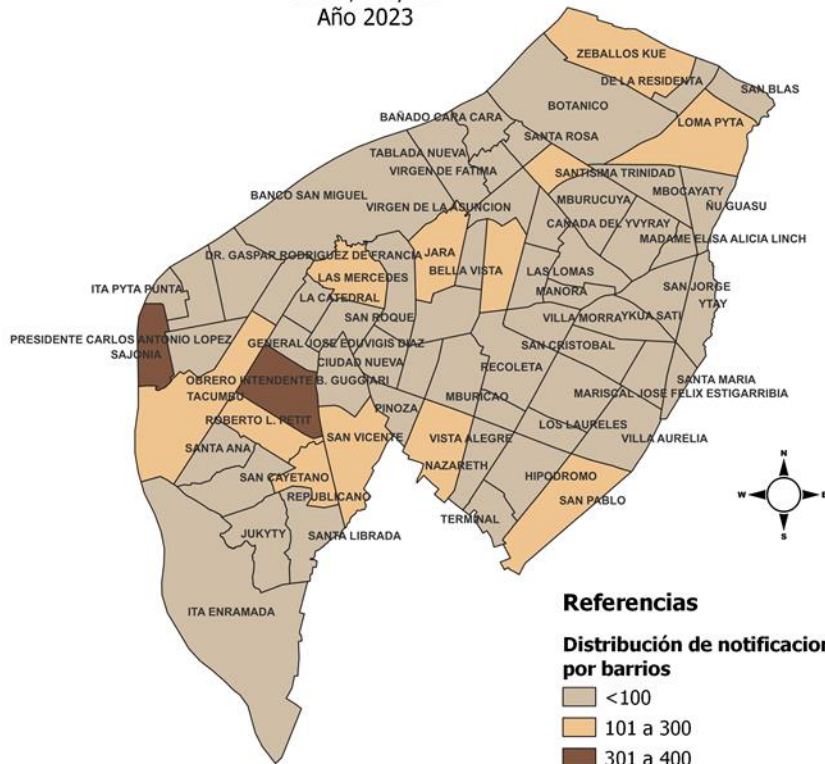 Año 2023
ZEBALLOS KUE
DE LA RESIDENTA
SAN BLAS
BOTANICO
BAÑADO CARA CARA
LOMA PYTA
SANTA ROSA
TABLADA NUEVA
VIRGEN DE FATIMA
SANTISIMA TRINIDAD
BANCO SAN MIGUEL
MBURUCUYA
MBOCAYATY
VIRGEN DE LA ASUNCION
ÑU GUASU
CAÑADA DEL YVYRAY
MADAME ELISA ALICIA LINCH
DR. GASPAR RODRIGUEZ DE FRANCIA
JARA
BELLA VISTA
LAS MERCEDES
LAS LOMAS
ITA PYTA PUNTA
LA CATEDRAL
MANORA
SAN JORGE
YTAY
SAN ROQUE
VILLA MORRA
YKUA SATI
PRESIDENTE CARLOS ANTONIO LOPEZ
GENERAL JOSE EDUVIGIS DIAZ
SAN CRISTOBAL
SAJONIA
CIUDAD NUEVA
RECOLETA
OBRERO INTENDENTE B. GUGGIARI
SANTA MARIA
TACUMBU
MBURICAO
MARISCAL JOSE FELIX ESTIGARRIBIA
PINOZA
ROBERTO L. PETIT
LOS LAURELES
SAN VICENTE
VISTA ALEGRE
VILLA AURELIA
SANTA ANA
NAZARETH
SAN CAYETANO
HIPODROMO
REPUBLICANO
SAN PABLO
TERMINAL
JUKYTY
SANTA LIBRADA
ITA ENRAMADA
N
W
E
S
Referencias
Distribución de notificacion
por barrios
<100
101 a 300
301 a 400